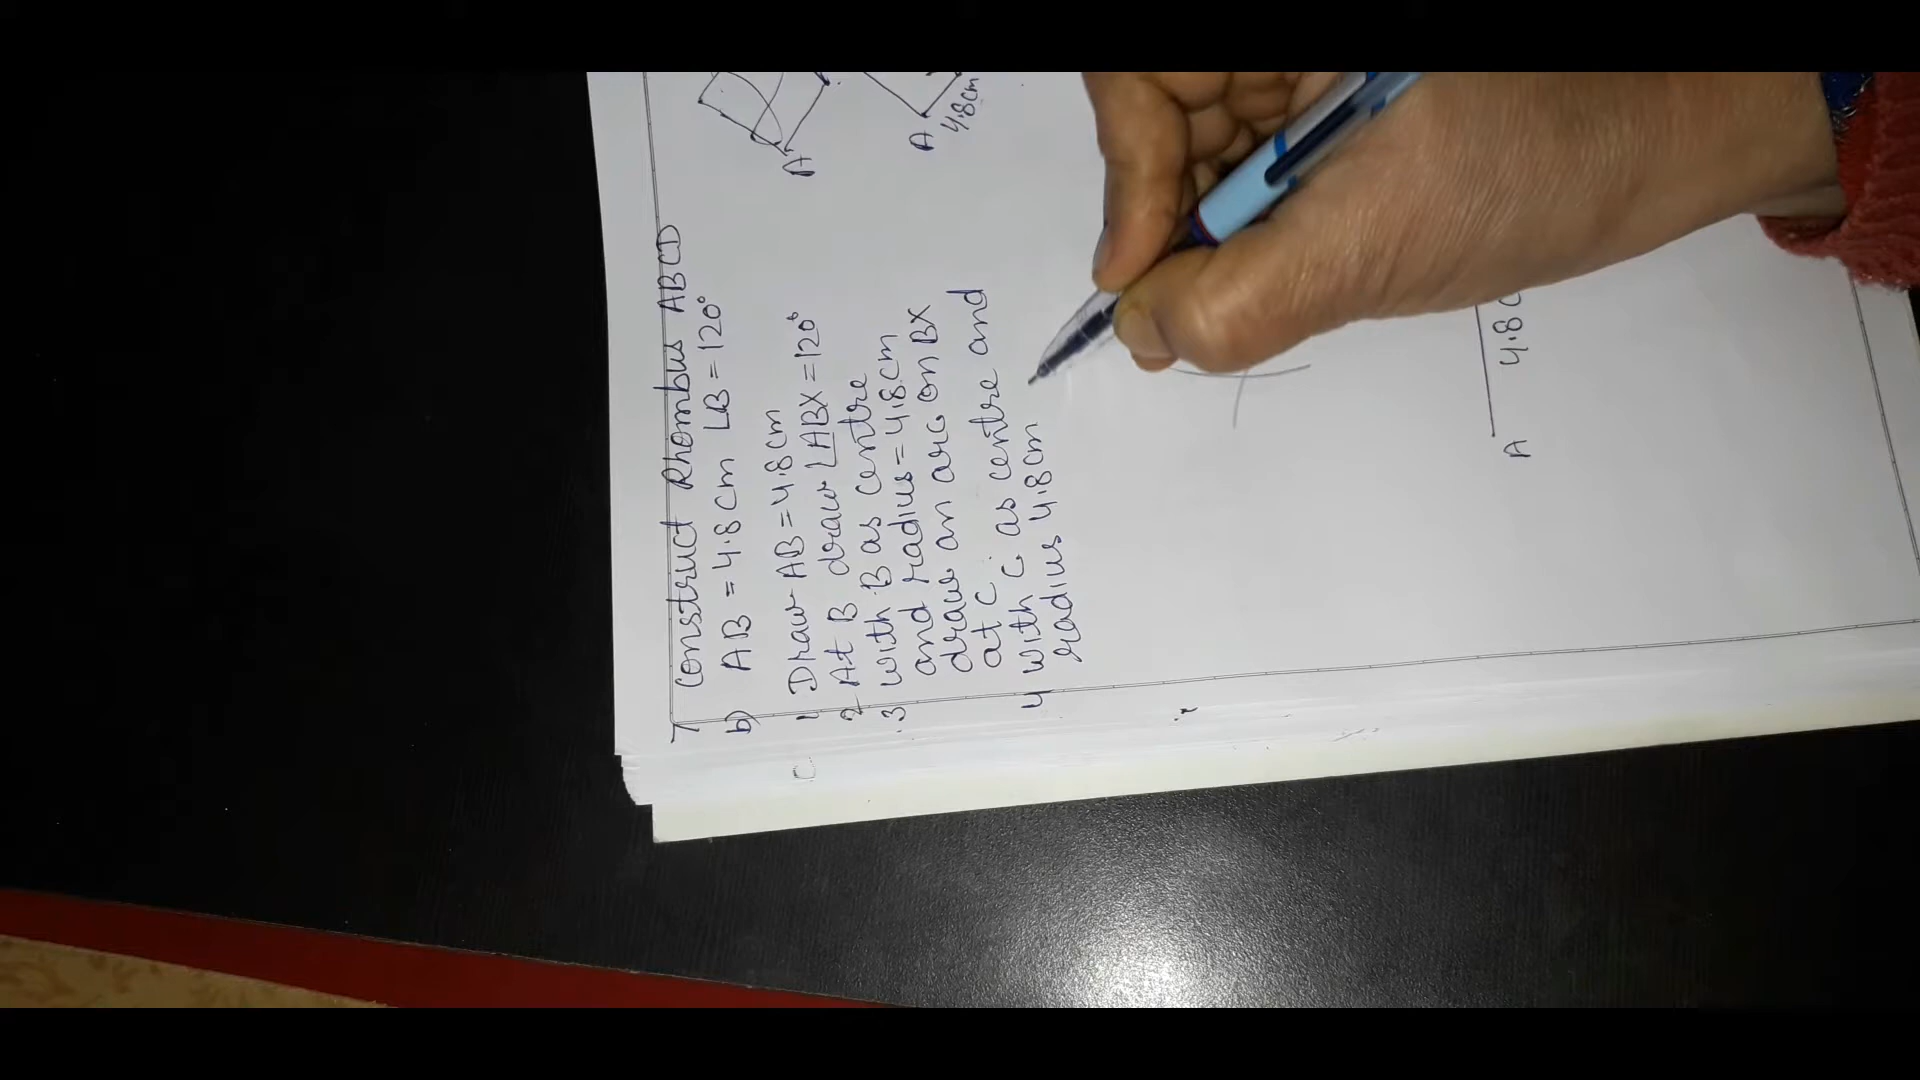 7 Construct Rhombus ABCD
b) AB = 4.8 cm ∠B = 120°
1 Draw AB = 4.8 cm
2 At B draw ∠ABX = 120°
3 with B as centre
and radius = 4.8 cm
draw an arc on BX
at C.
4 with C as centre and
radius 4.8 cm
A
A
4.8 cm
A
4.8 c
C